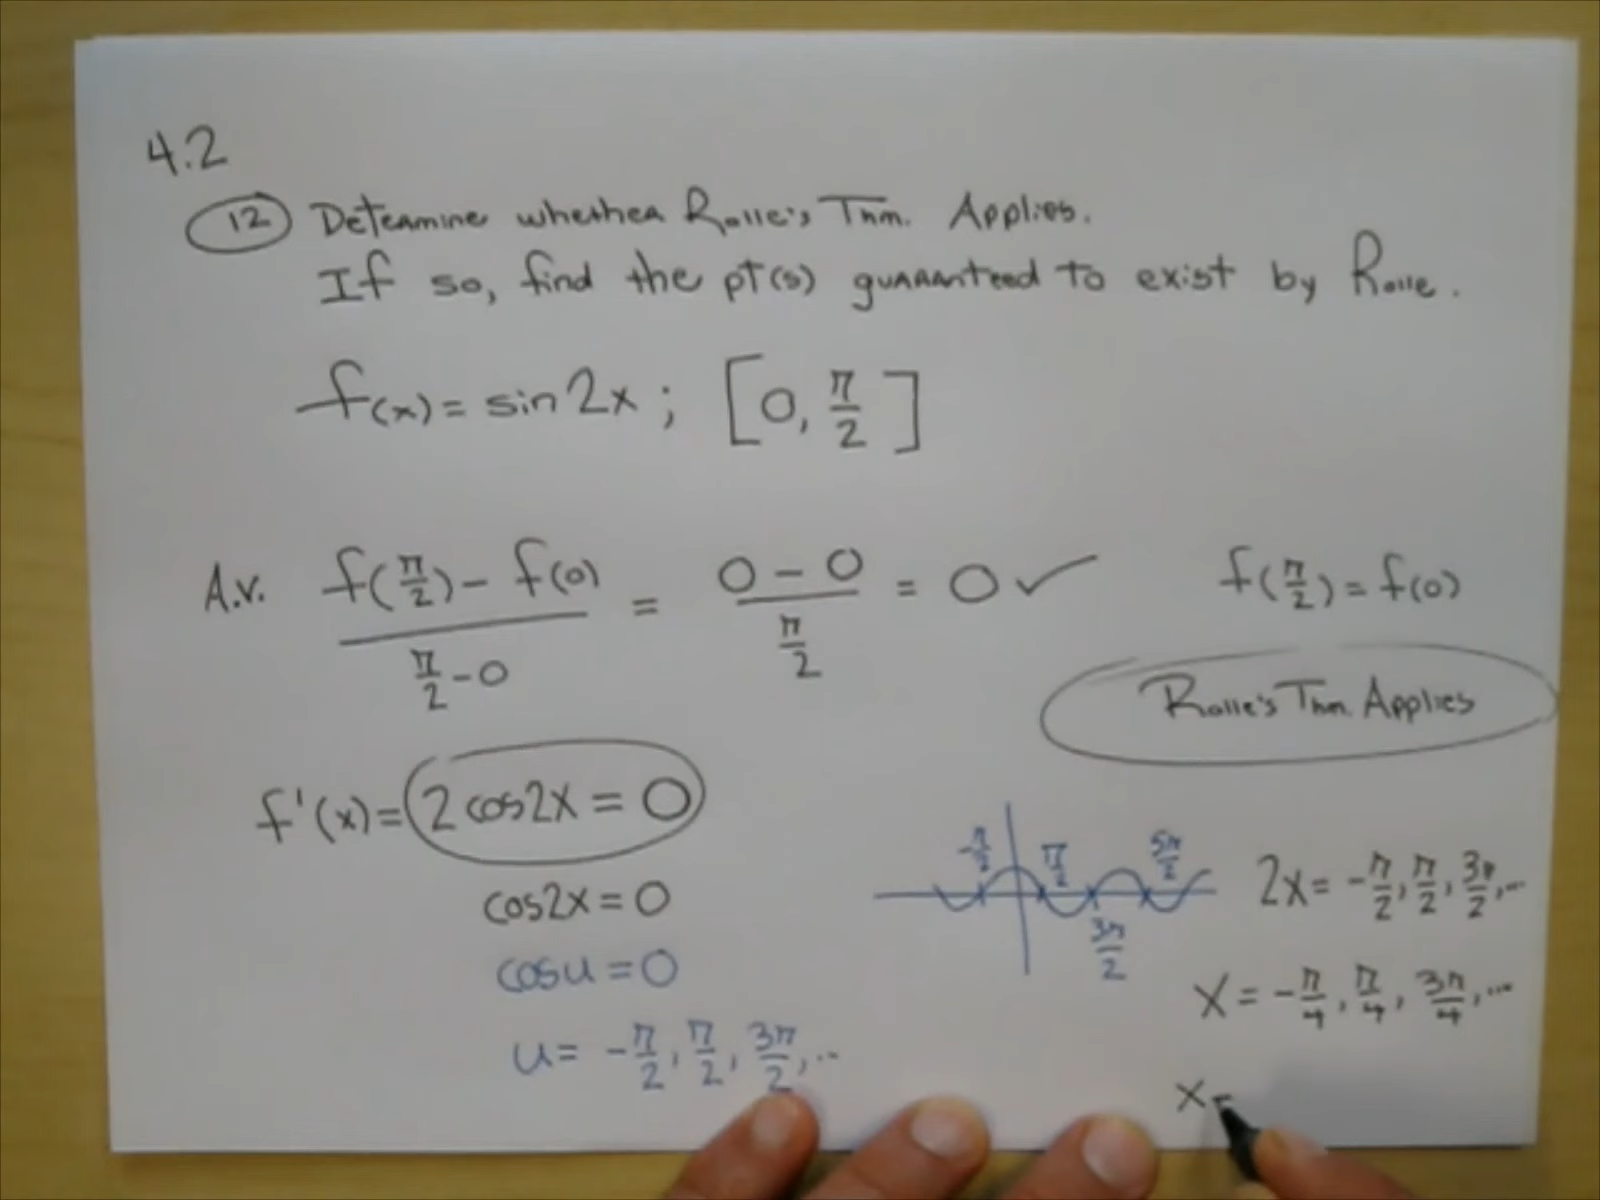 4.2
12 Determine whether Rolle's Thm. Applies.
If so, find the pt(s) guaranteed to exist by Rolle.
f(x) = sin 2x ; [0, π/2]
A.v. (f(π/2) - f(0))/(π/2 - 0) = (0 - 0)/(π/2) = 0 ✓ f(π/2) = f(0)
Rolle's Thm. Applies
f'(x) = 2cos2x = 0
cos2x = 0
cosu = 0
u = -π/2, π/2, 3π/2, ...
-π/2 π/2 5π/2
3π/2
2x = -π/2, π/2, 3π/2, ...
x = -π/4, π/4, 3π/4, ...
x =